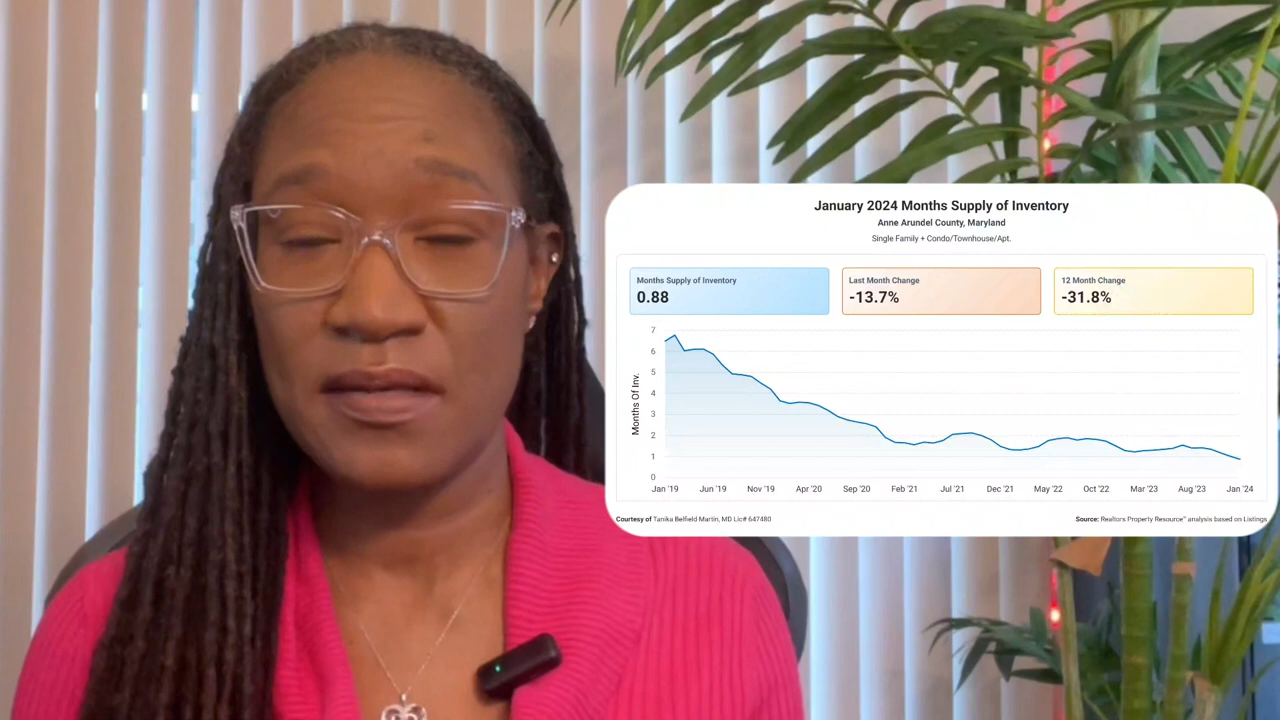 January 2024 Months Supply of Inventory
Anne Arundel County, Maryland
Single Family + Condo/Townhouse/Apt.
Months Supply of Inventory
0.88
Last Month Change
-13.7%
12 Month Change
-31.8%
7
6
5
4
3
2
1
0
Months Of Inv.
Jan '19 Jun '19 Nov '19 Apr '20 Sep '20 Feb '21 Jul '21 Dec '21 May '22 Oct '22 Mar '23 Aug '23 Jan '24
Courtesy of Tanika Belfield Martin, MD Lic# 647480
Source: Realtors Property Resource™ analysis based on Listings